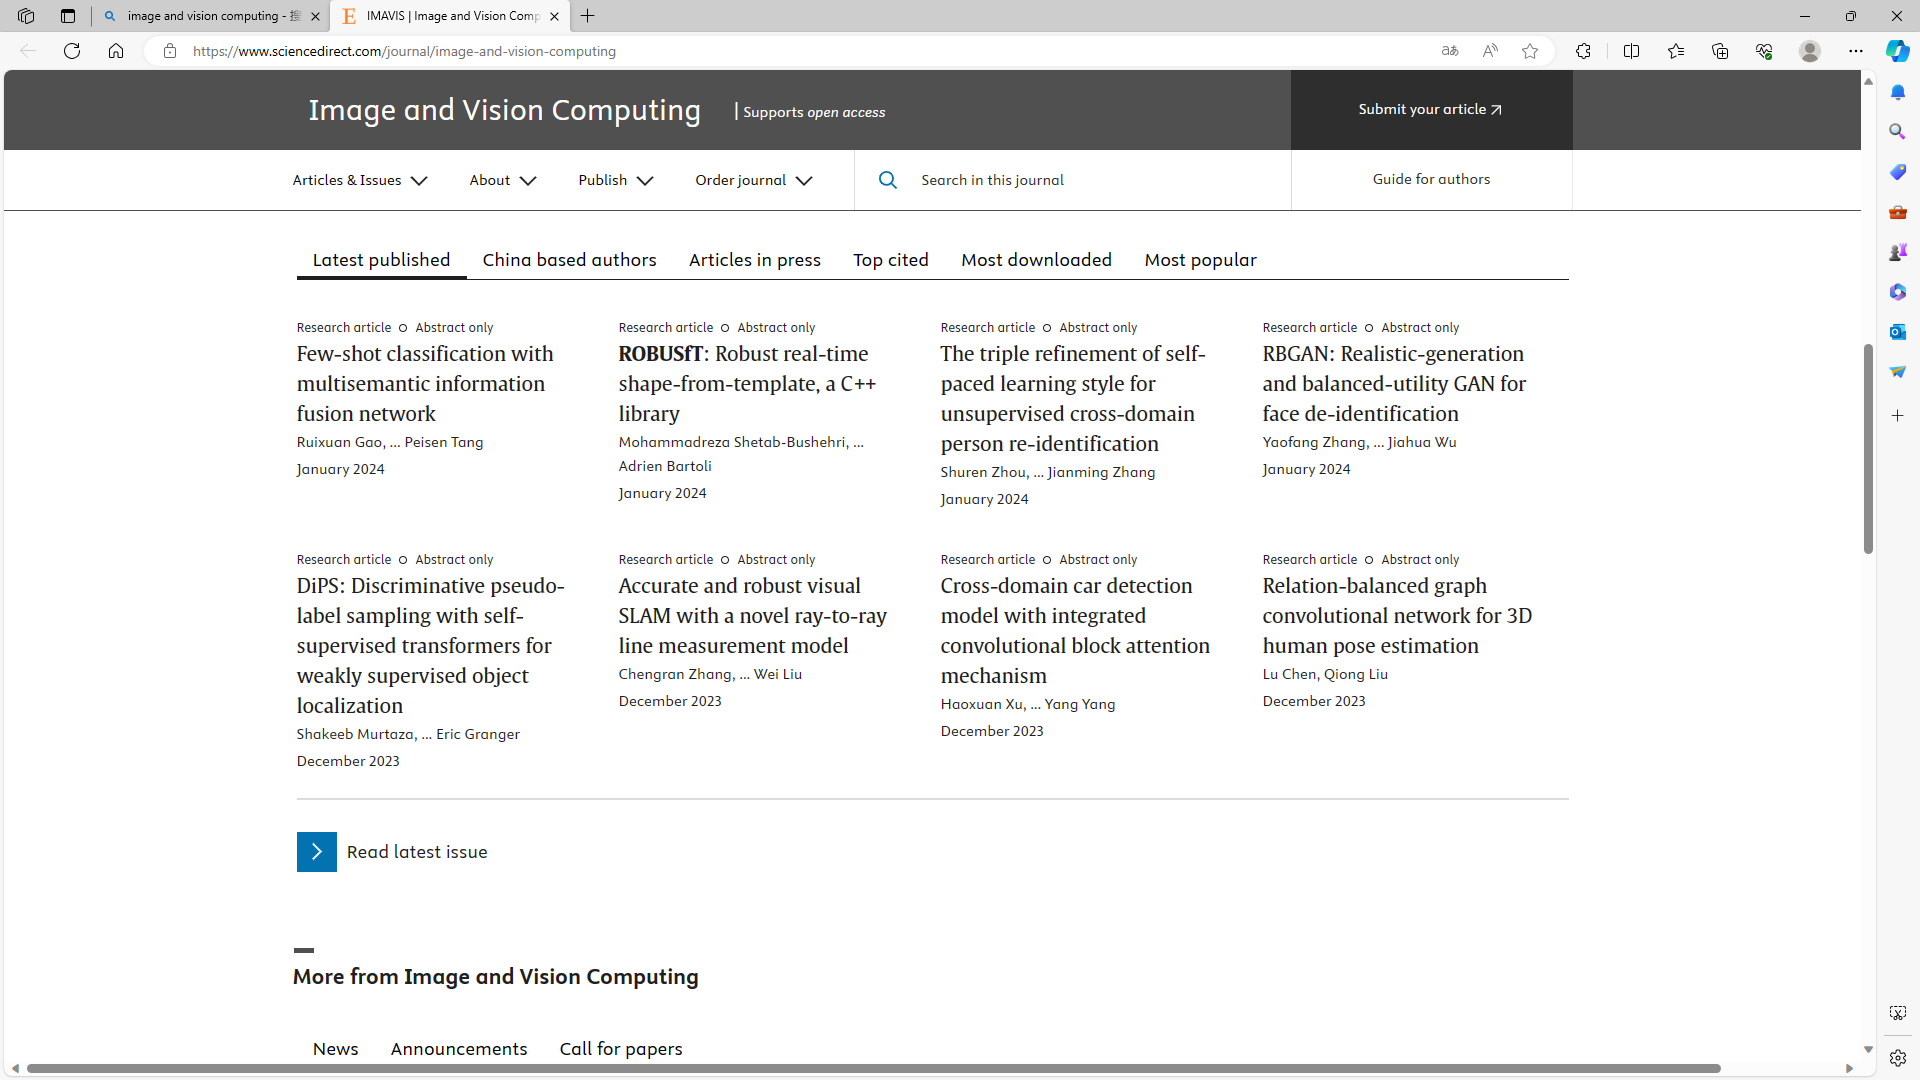 image and vision computing - 搜
IMAVIS | Image and Vision Comp
https://www.sciencedirect.com/journal/image-and-vision-computing
Image and Vision Computing | Supports open access
Submit your article
Articles & Issues
About
Publish
Order journal
Search in this journal
Guide for authors
Latest published
China based authors
Articles in press
Top cited
Most downloaded
Most popular
Research article Abstract only
Few-shot classification with
multisemantic information
fusion network
Ruixuan Gao, ... Peisen Tang
January 2024
Research article Abstract only
ROBUSfT: Robust real-time
shape-from-template, a C++
library
Mohammadreza Shetab-Bushehri, ...
Adrien Bartoli
January 2024
Research article Abstract only
The triple refinement of self-
paced learning style for
unsupervised cross-domain
person re-identification
Shuren Zhou, ... Jianming Zhang
January 2024
Research article Abstract only
RBGAN: Realistic-generation
and balanced-utility GAN for
face de-identification
Yaofang Zhang, ... Jiahua Wu
January 2024
Research article Abstract only
DiPS: Discriminative pseudo-
label sampling with self-
supervised transformers for
weakly supervised object
localization
Shakeeb Murtaza, ... Eric Granger
December 2023
Research article Abstract only
Accurate and robust visual
SLAM with a novel ray-to-ray
line measurement model
Chengran Zhang, ... Wei Liu
December 2023
Research article Abstract only
Cross-domain car detection
model with integrated
convolutional block attention
mechanism
Haoxuan Xu, ... Yang Yang
December 2023
Research article Abstract only
Relation-balanced graph
convolutional network for 3D
human pose estimation
Lu Chen, Qiong Liu
December 2023
Read latest issue
More from Image and Vision Computing
News
Announcements
Call for papers